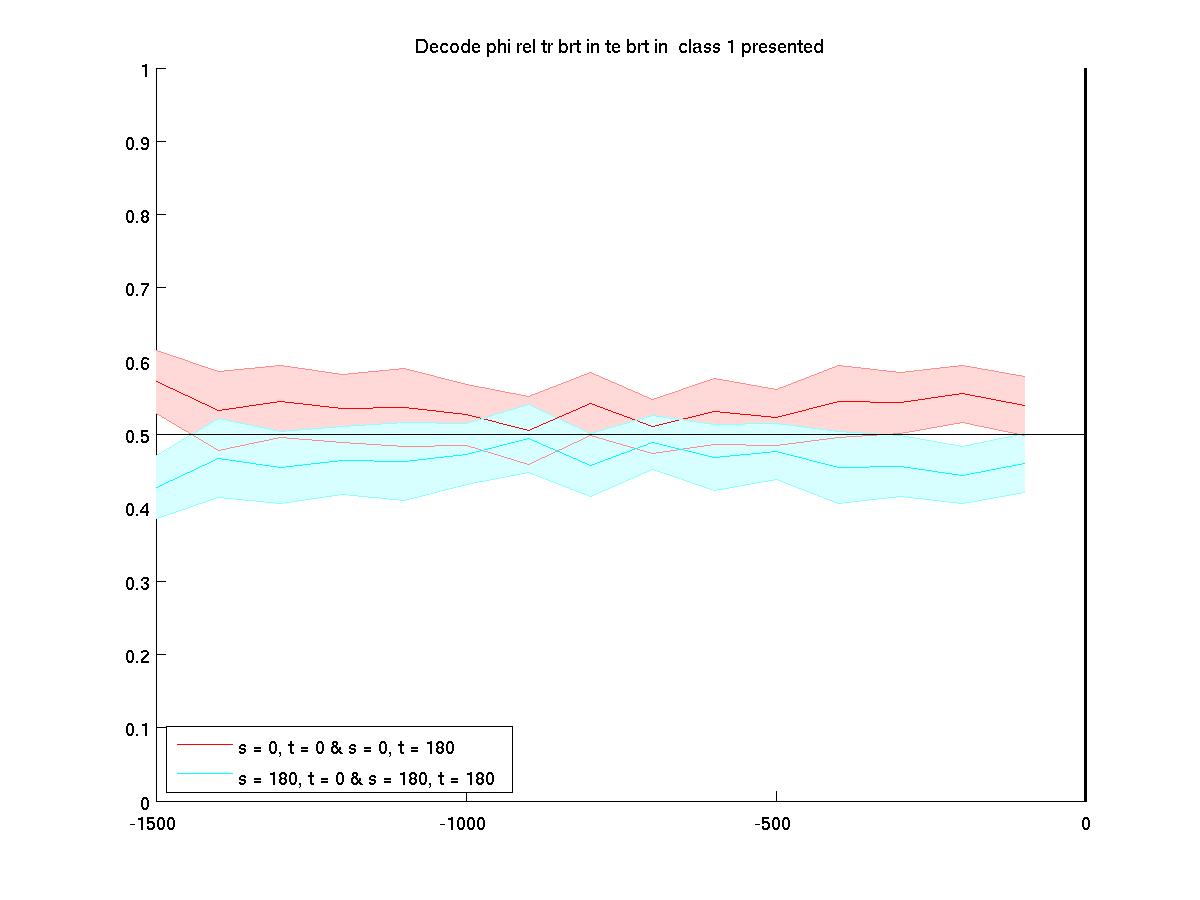 Decode phi rel tr brt in te brt in  class 1 presented
1
0.9
0.8
0.7
0.6
0.5
0.4
0.3
0.2
0.1
0
s = 0, t = 0 & s = 0, t = 180
s = 180, t = 0 & s = 180, t = 180
-1500 -1000 -500 0